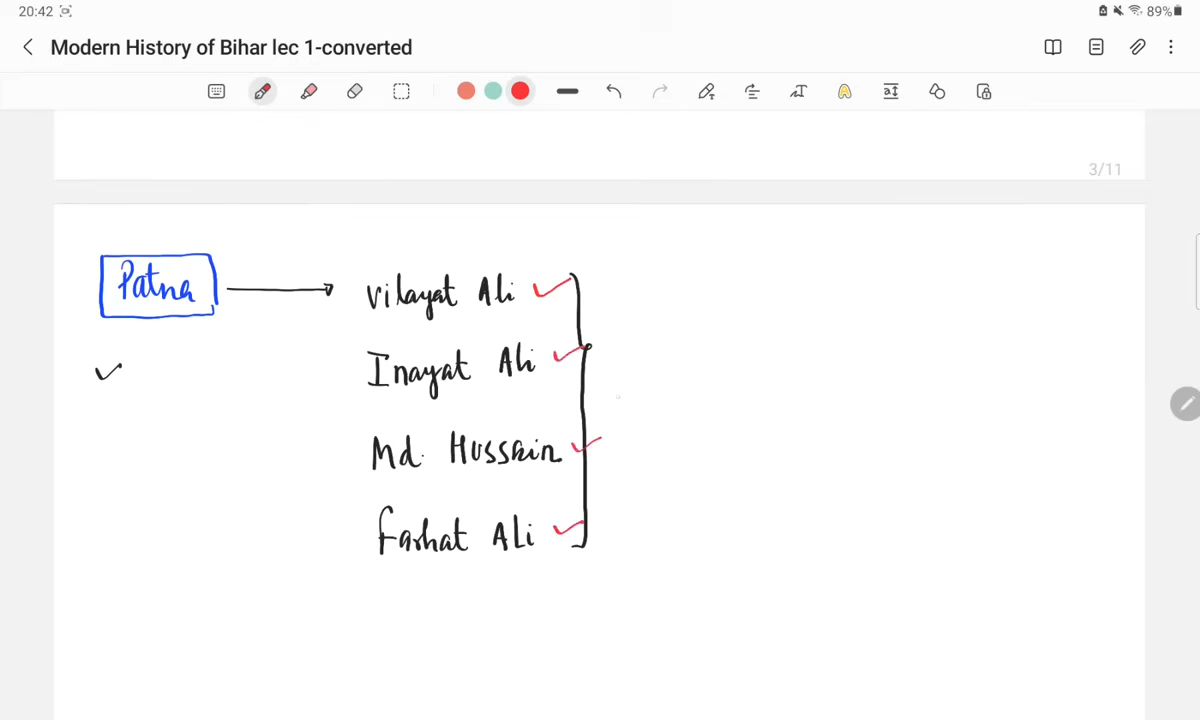 20:42 89%
Modern History of Bihar lec 1-converted
3/11
Patna
Vilayat Ali
Inayat Ali
Md. Hussain
Farhat Ali